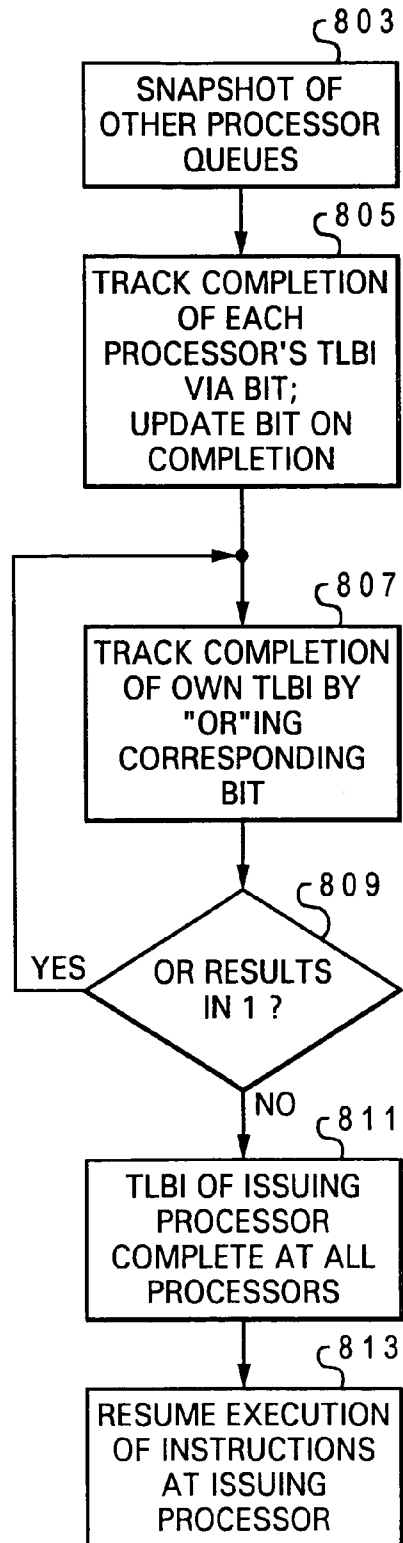 803
SNAPSHOT OF
OTHER PROCESSOR
QUEUES
805
TRACK COMPLETION
OF EACH
PROCESSOR'S TLBI
VIA BIT;
UPDATE BIT ON
COMPLETION
807
TRACK COMPLETION
OF OWN TLBI BY
"OR"ING
CORRESPONDING
BIT
809
YES
OR RESULTS
IN 1 ?
NO
811
TLBI OF ISSUING
PROCESSOR
COMPLETE AT ALL
PROCESSORS
813
RESUME EXECUTION
OF INSTRUCTIONS
AT ISSUING
PROCESSOR